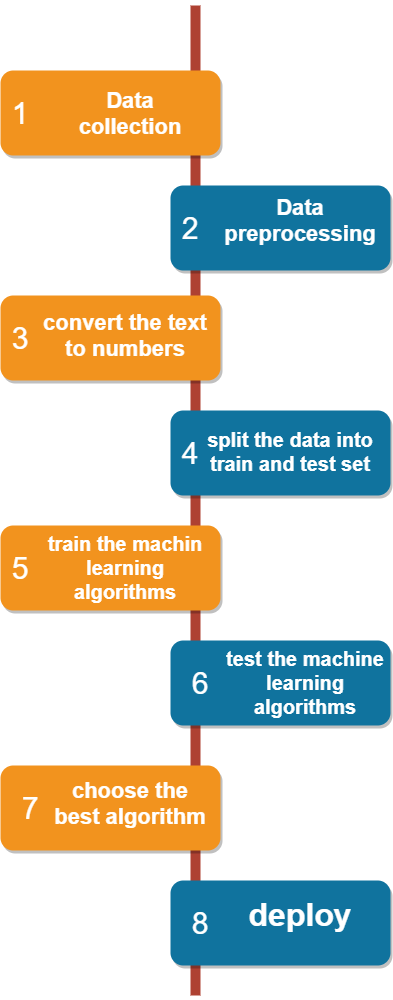 1
Data
collection
2
Data
preprocessing
3
convert the text
to numbers
4
split the data into
train and test set
5
train the machin
learning
algorithms
6
test the machine
learning
algorithms
7
choose the
best algorithm
8
deploy